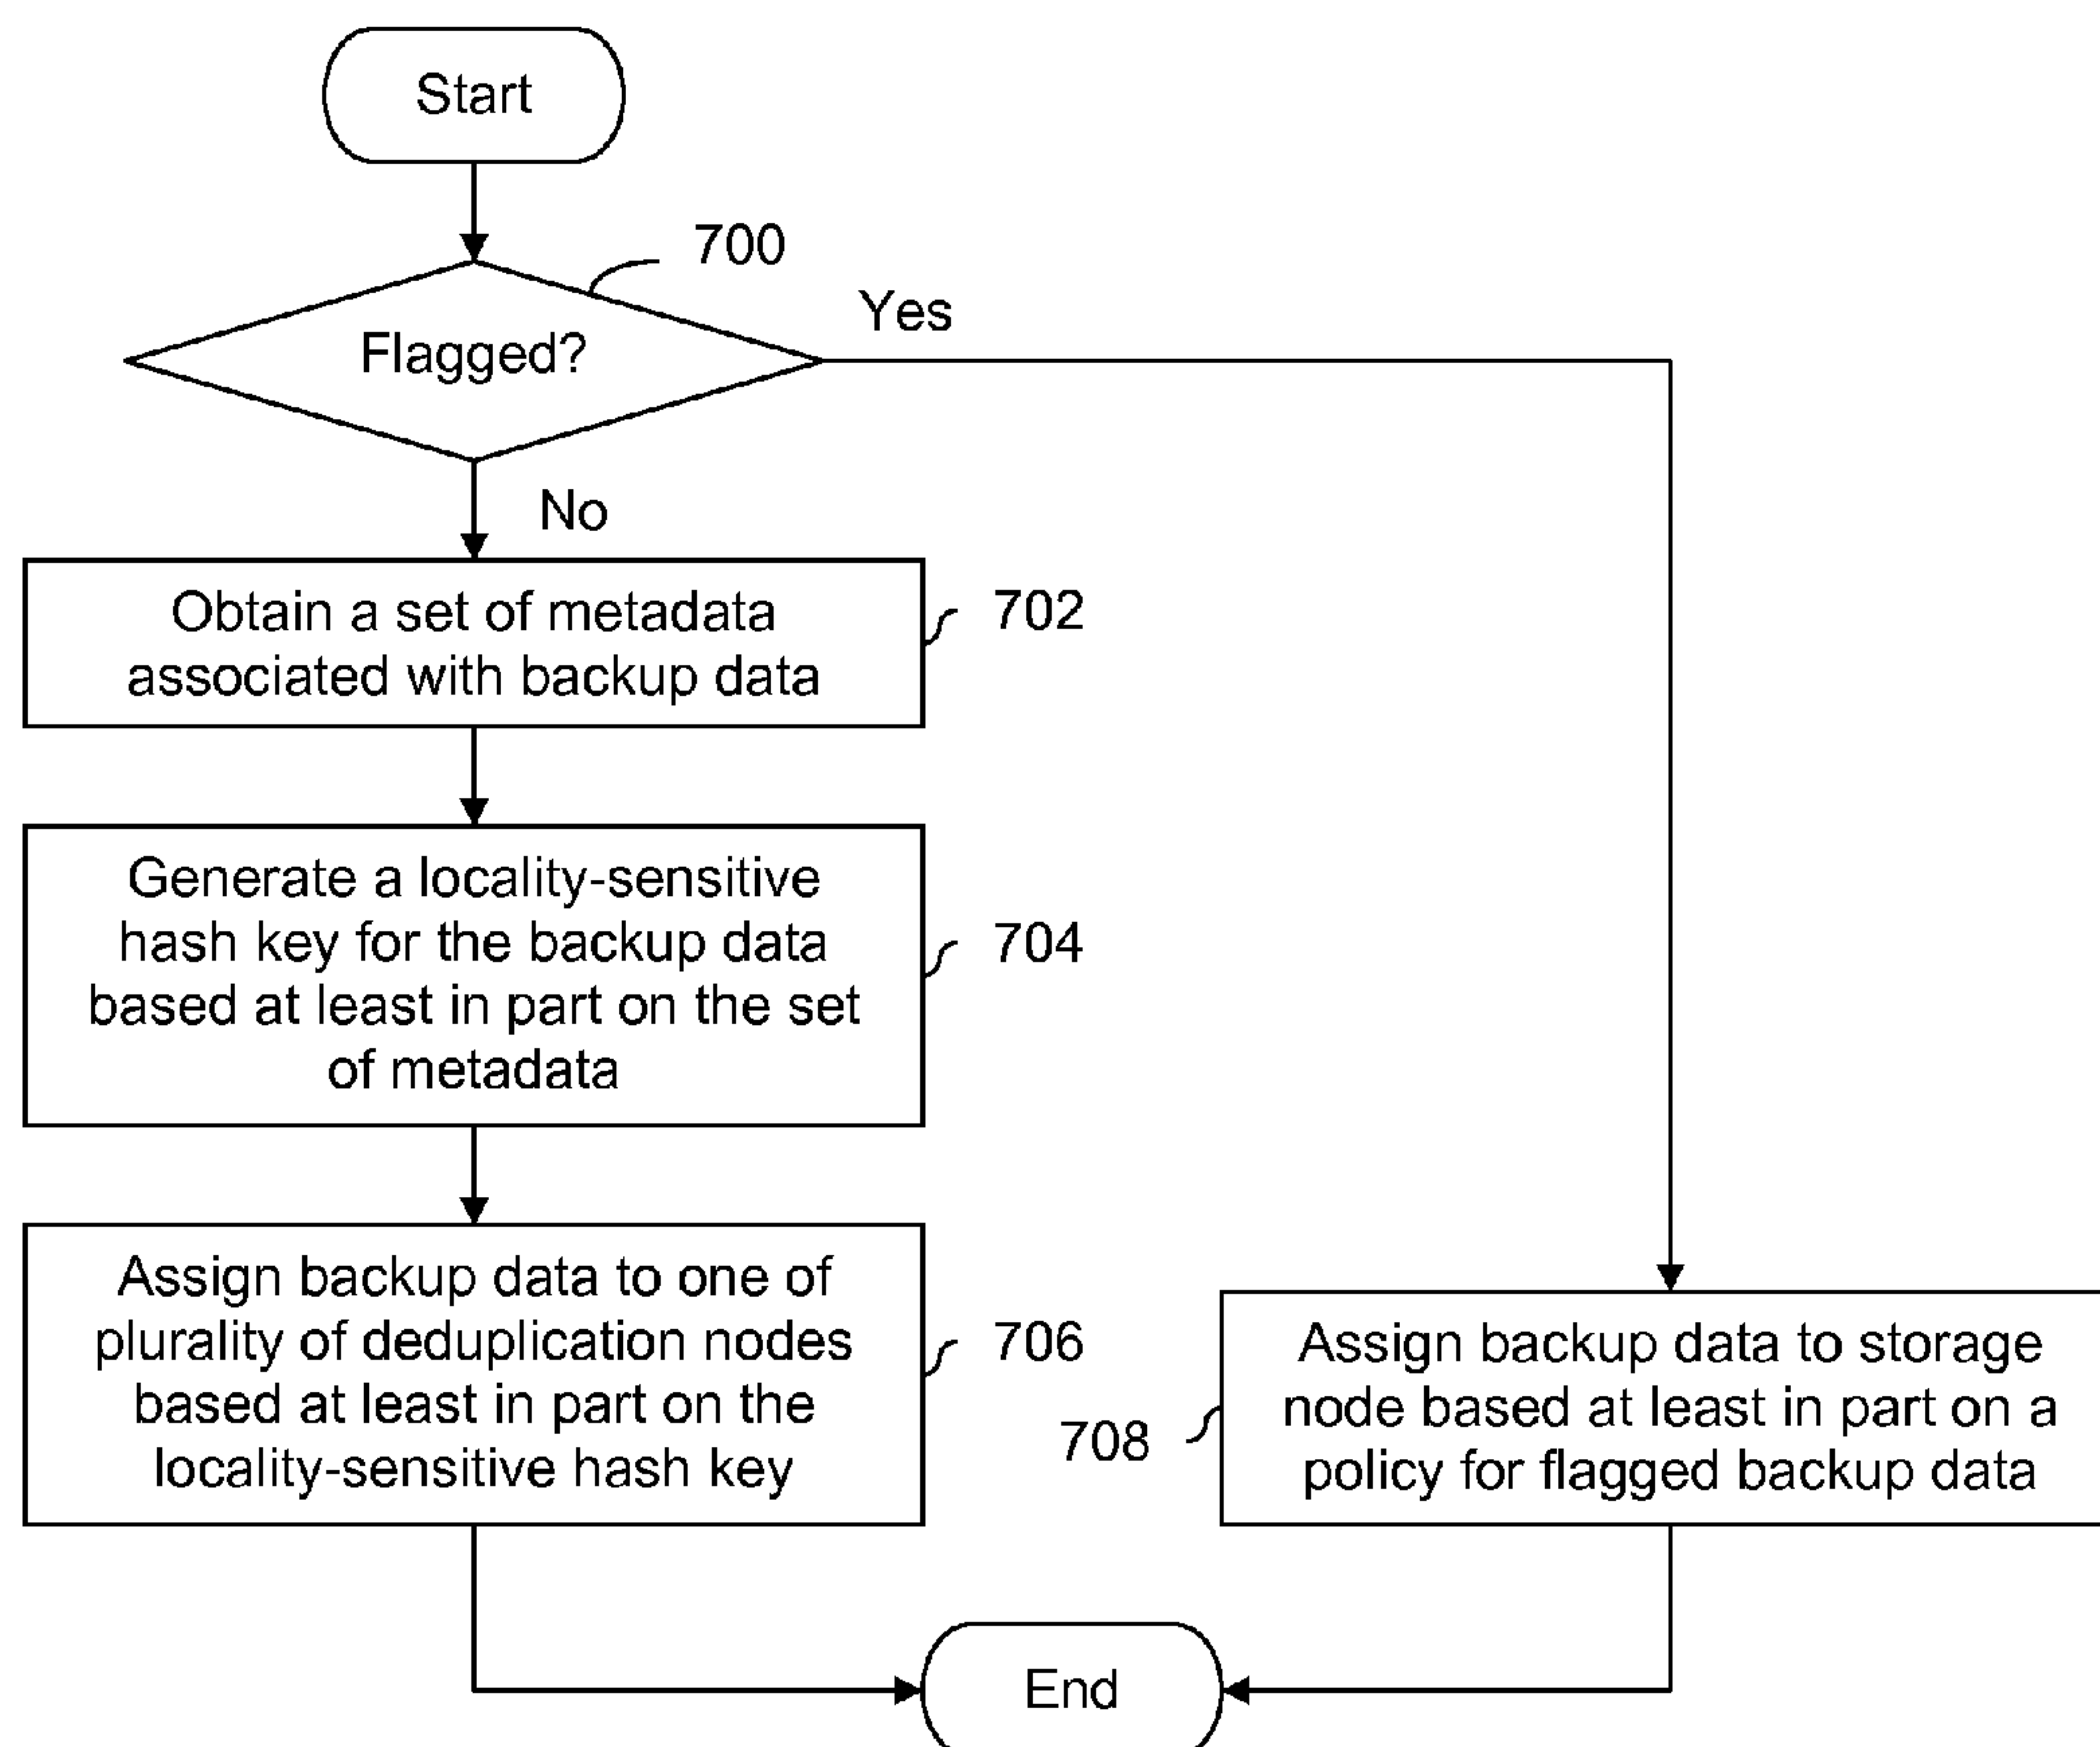 Start
700
Flagged?
Yes
No
Obtain a set of metadata
associated with backup data
702
Generate a locality-sensitive
hash key for the backup data
based at least in part on the set
of metadata
704
Assign backup data to one of
plurality of deduplication nodes
based at least in part on the
locality-sensitive hash key
706
708
Assign backup data to storage
node based at least in part on a
policy for flagged backup data
End